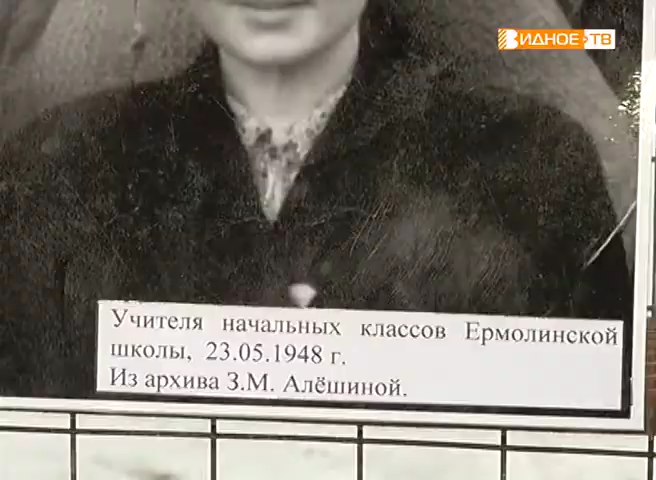 ВИДНОЕ ТВ
Учителя начальных классов Ермолинской
школы, 23.05.1948 г.
Из архива З.М. Алёшиной.